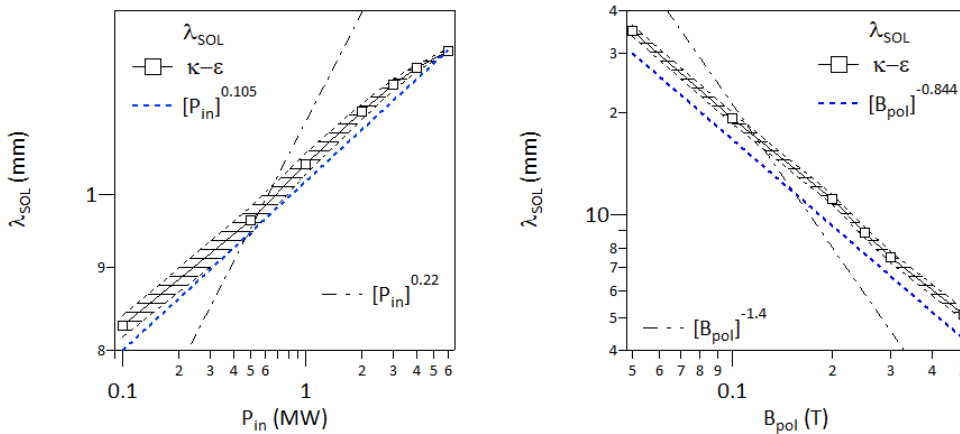 λSOL
κ−ε
[Pin]^0.105
λSOL (mm)
1
9
8
[Pin]^0.22
2 3 4 5 6 2 3 4 5 6
0.1 1
Pin (MW)
4
3
2
10
9
8
7
6
5
4
λSOL (mm)
λSOL
κ−ε
[Bpol]^-0.844
[Bpol]^-1.4
5 6 7 8 9 2 3 4 5
0.1
Bpol (T)